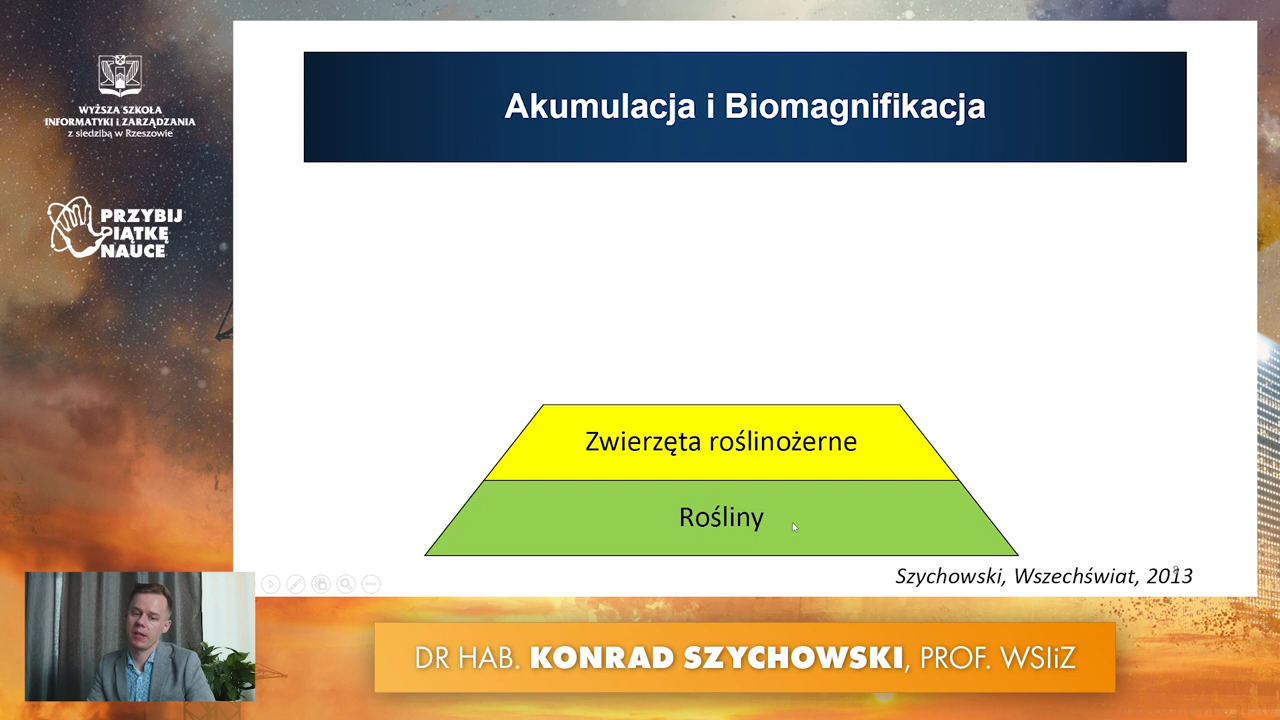 WYŻSZA SZKOŁA
INFORMATYKI i ZARZĄDZANIA
z siedzibą w Rzeszowie
PRZYBIJ
PIĄTKĘ
NAUCE
Akumulacja i Biomagnifikacja
Zwierzęta roślinożerne
Rośliny
Szychowski, Wszechświat, 2013
DR HAB. KONRAD SZYCHOWSKI, PROF. WSIiZ